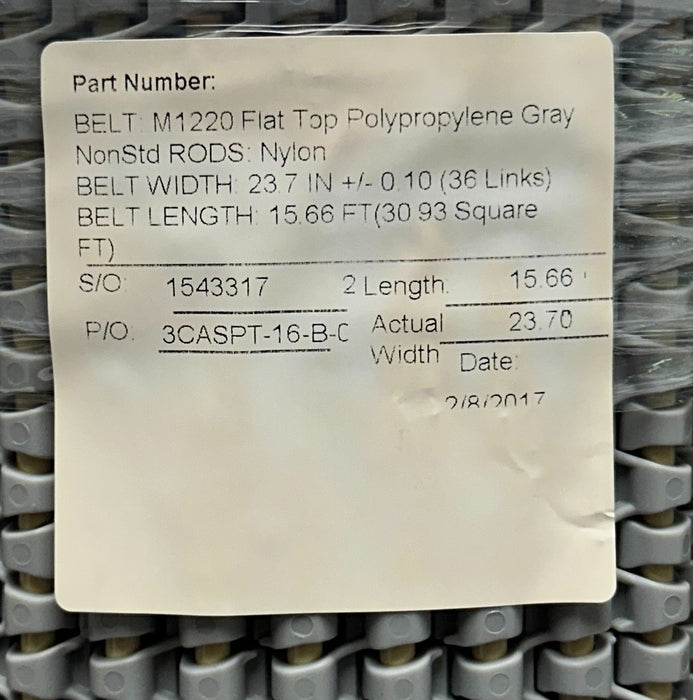 Part Number:
BELT: M1220 Flat Top Polypropylene Gray
NonStd RODS: Nylon
BELT WIDTH: 23.7 IN +/- 0.10 (36 Links)
BELT LENGTH: 15.66 FT(30.93 Square
FT)
S/O: 1543317 2 Length: 15.66 '
P/O: 3CASPT-16-B-C Actual 23.70
Width Date:
2/8/2017